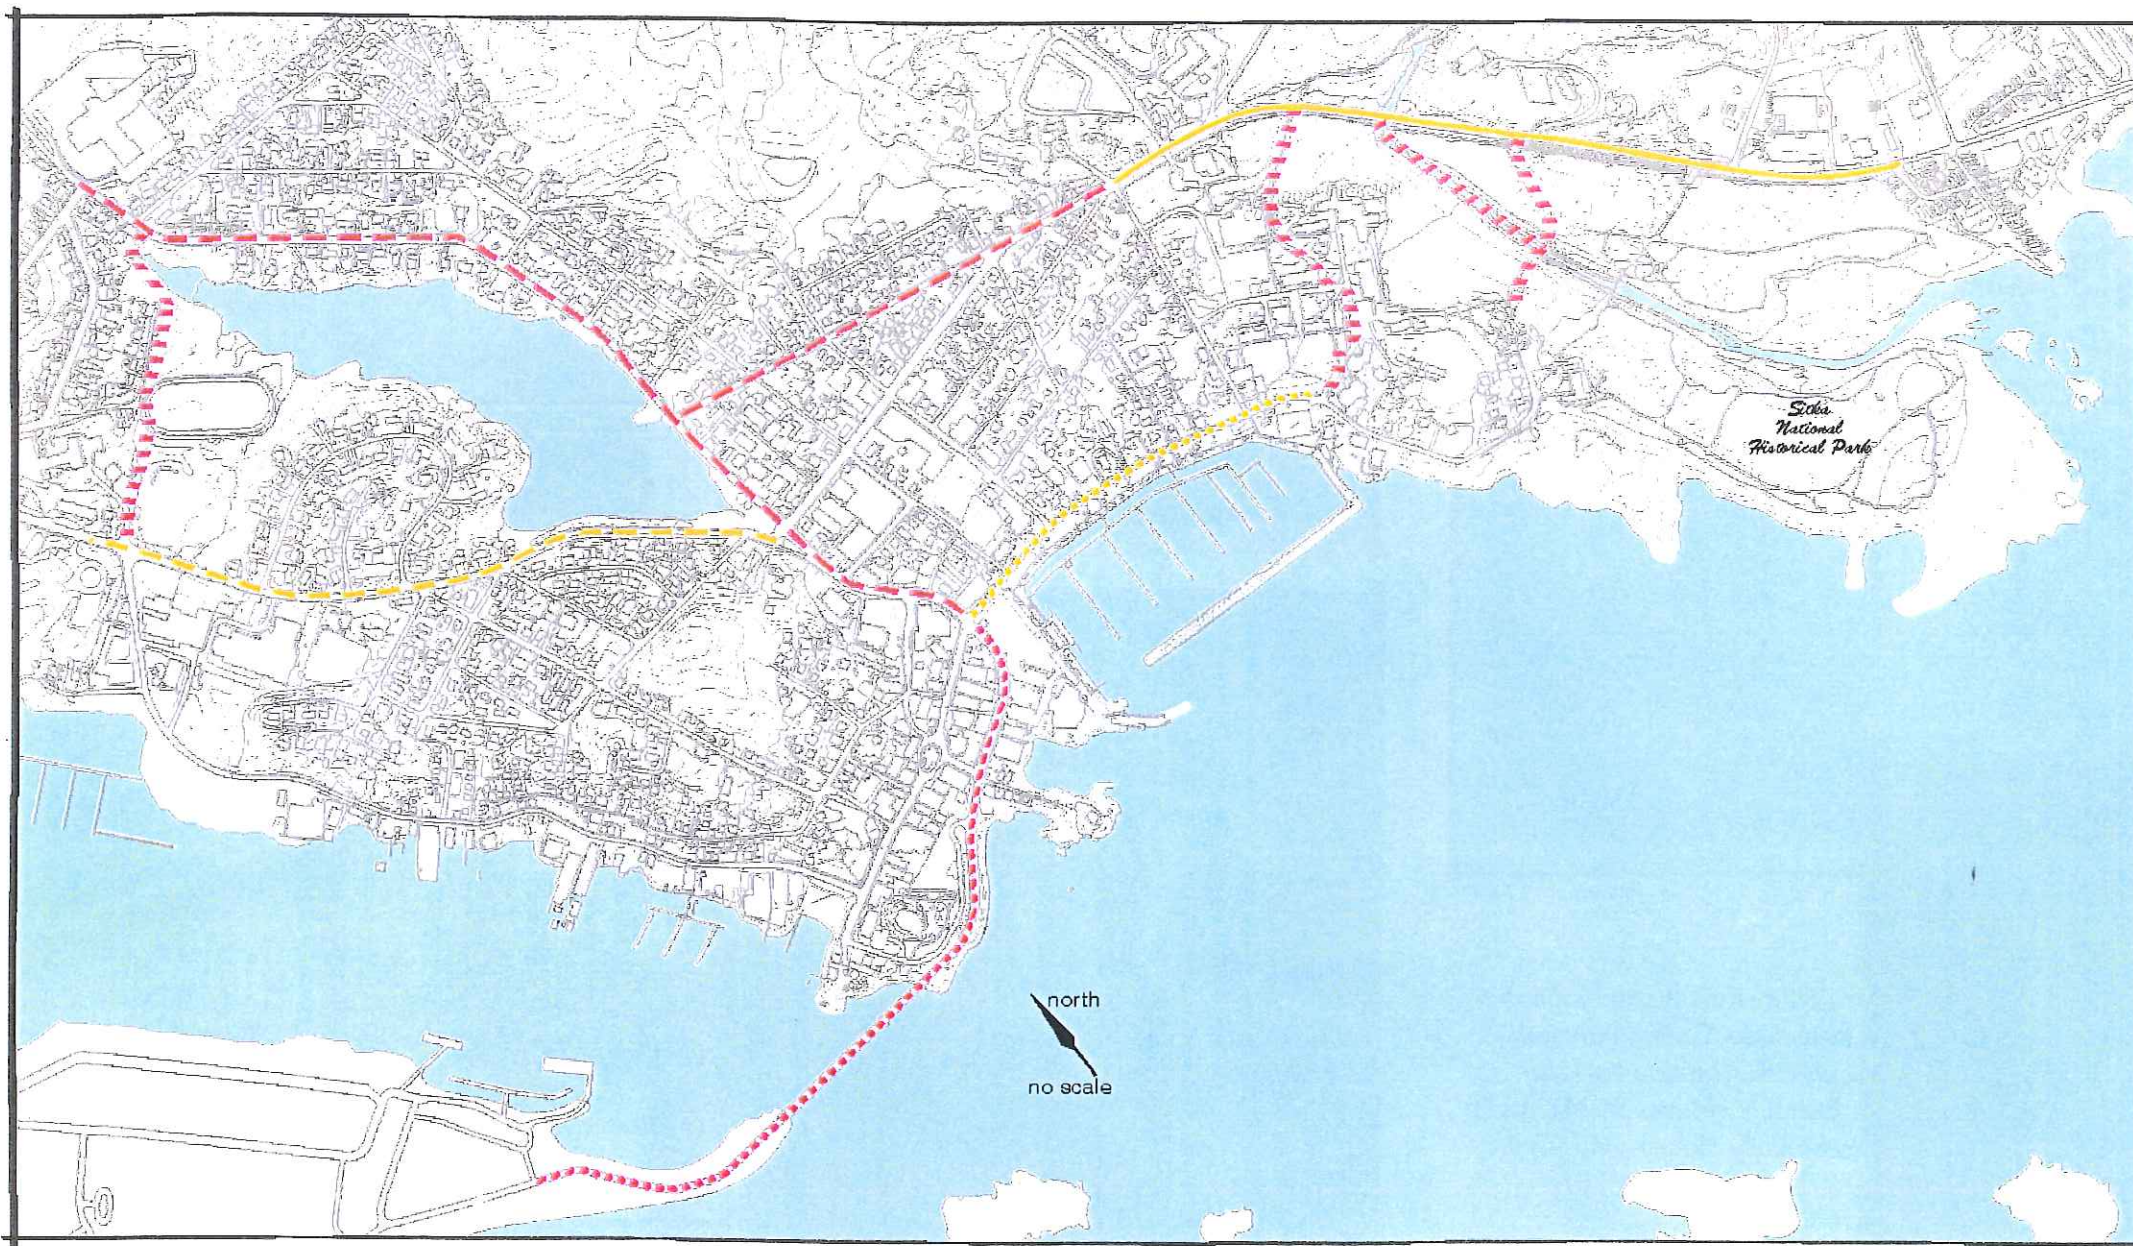 Sitka
National
Historical Park
north
no scale